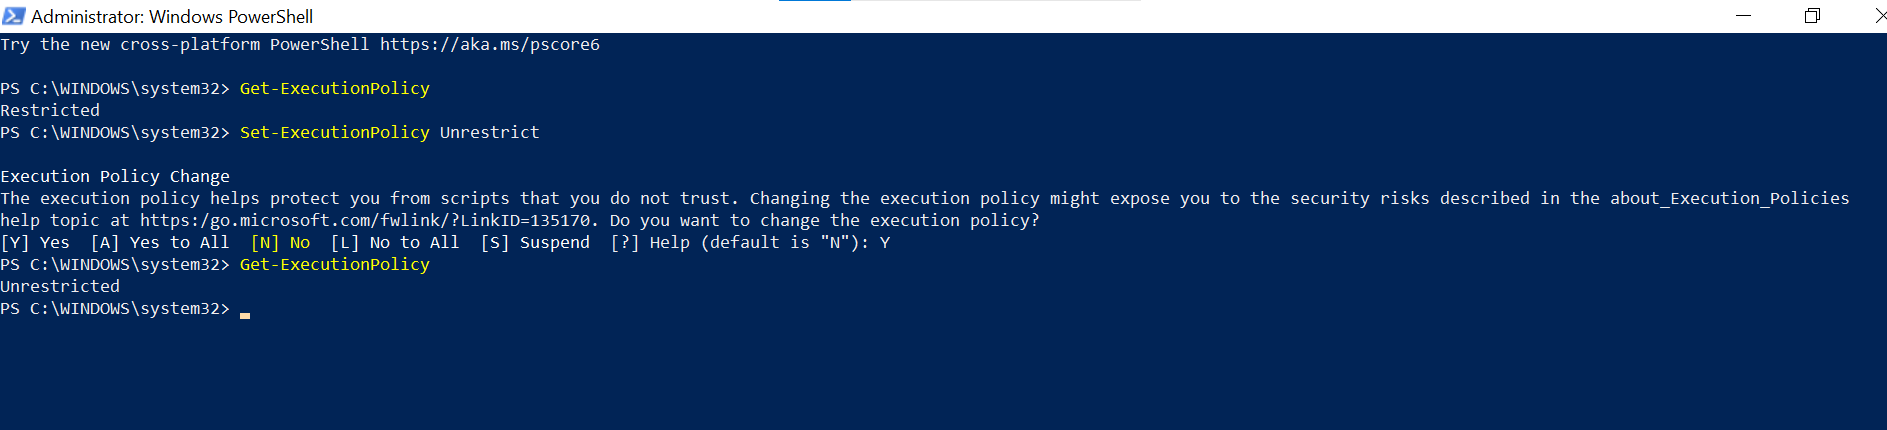 Administrator: Windows PowerShell
Try the new cross-platform PowerShell https://aka.ms/pscore6
PS C:\WINDOWS\system32> Get-ExecutionPolicy
Restricted
PS C:\WINDOWS\system32> Set-ExecutionPolicy Unrestrict
Execution Policy Change
The execution policy helps protect you from scripts that you do not trust. Changing the execution policy might expose you to the security risks described in the about_Execution_Policies
help topic at https:/go.microsoft.com/fwlink/?LinkID=135170. Do you want to change the execution policy?
[Y] Yes  [A] Yes to All  [N] No  [L] No to All  [S] Suspend  [?] Help (default is "N"): Y
PS C:\WINDOWS\system32> Get-ExecutionPolicy
Unrestricted
PS C:\WINDOWS\system32>